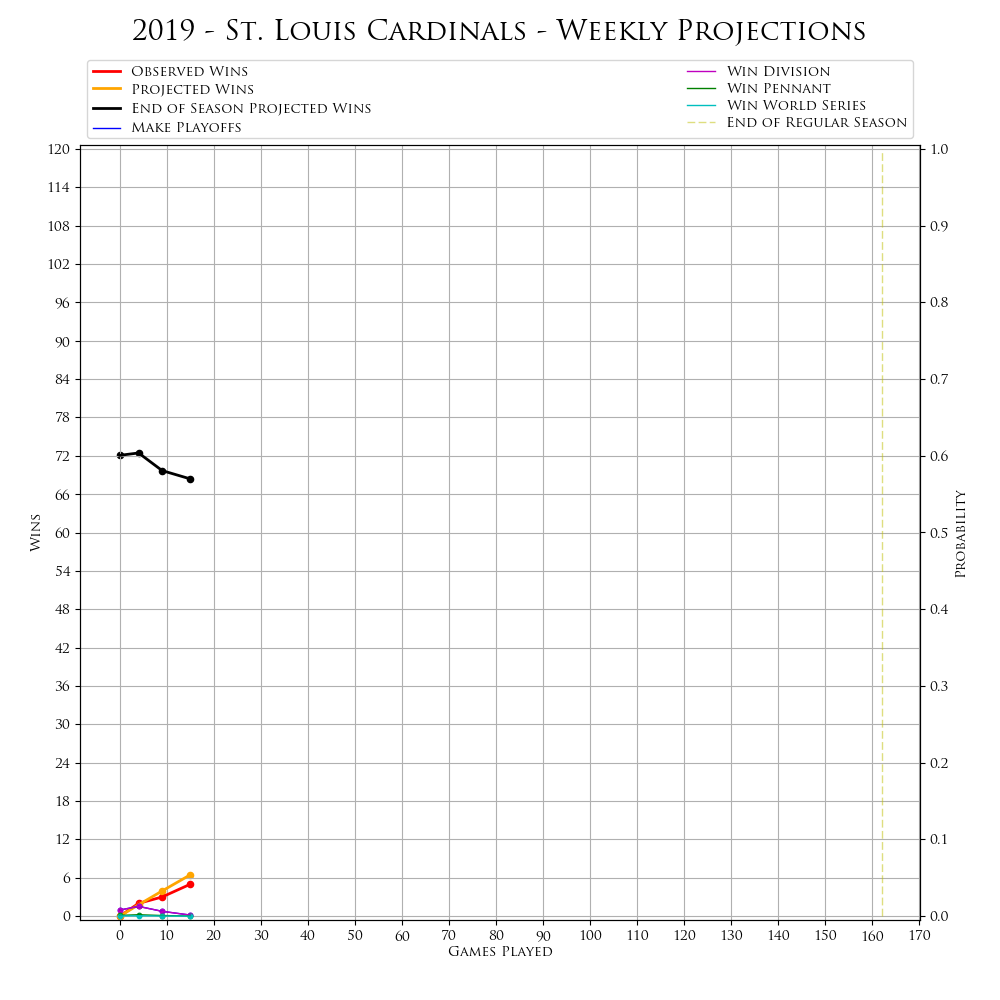 2019 - St. Louis Cardinals - Weekly Projections
Observed Wins
Projected Wins
End of Season Projected Wins
Make Playoffs
Win Division
Win Pennant
Win World Series
End of Regular Season
120
114
108
102
96
90
84
78
72
66
60
54
48
42
36
30
24
18
12
6
0
Wins
1.0
0.9
0.8
0.7
0.6
0.5
0.4
0.3
0.2
0.1
0.0
Probability
0 10 20 30 40 50 60 70 80 90 100 110 120 130 140 150 160 170
Games Played